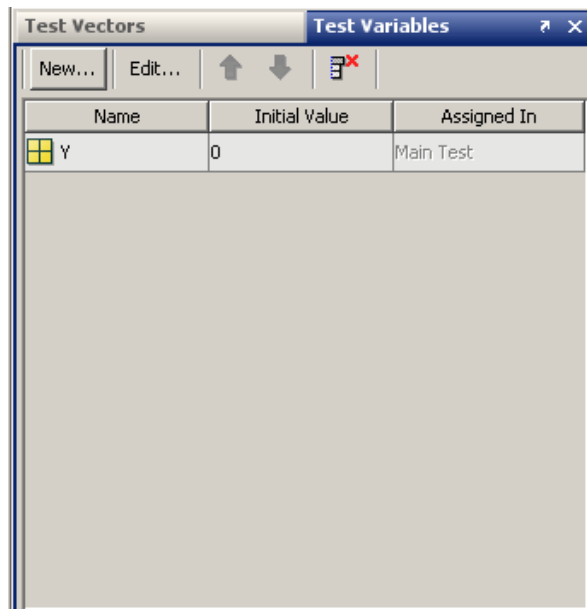 Test Vectors Test Variables
New... Edit...
Name Initial Value Assigned In
Y 0 Main Test